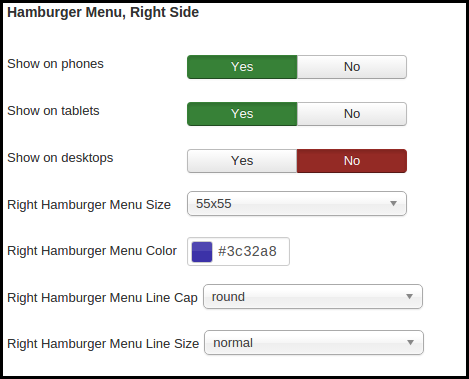 Hamburger Menu, Right Side
Show on phones Yes No
Show on tablets Yes No
Show on desktops Yes No
Right Hamburger Menu Size 55x55
Right Hamburger Menu Color #3c32a8
Right Hamburger Menu Line Cap round
Right Hamburger Menu Line Size normal